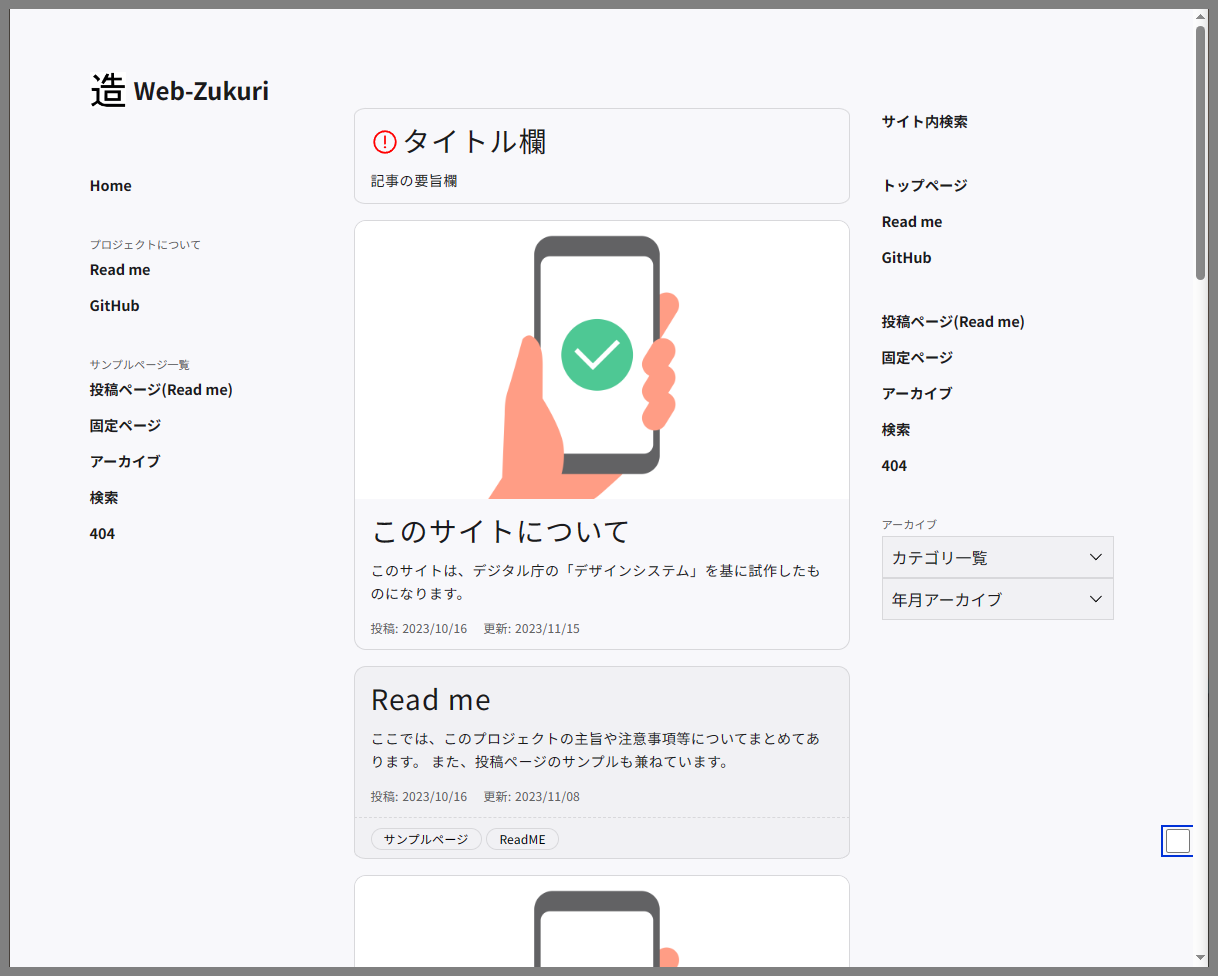 造 Web-Zukuri
Home
プロジェクトについて
Read me
GitHub
サンプルページ一覧
投稿ページ(Read me)
固定ページ
アーカイブ
検索
404
タイトル欄
記事の要旨欄
このサイトについて
このサイトは、デジタル庁の「デザインシステム」を基に試作したも
のになります。
投稿: 2023/10/16 更新: 2023/11/15
Read me
ここでは、このプロジェクトの主旨や注意事項等についてまとめてあ
ります。 また、投稿ページのサンプルも兼ねています。
投稿: 2023/10/16 更新: 2023/11/08
サンプルページ ReadME
サイト内検索
トップページ
Read me
GitHub
投稿ページ(Read me)
固定ページ
アーカイブ
検索
404
アーカイブ
カテゴリ一覧
年月アーカイブ